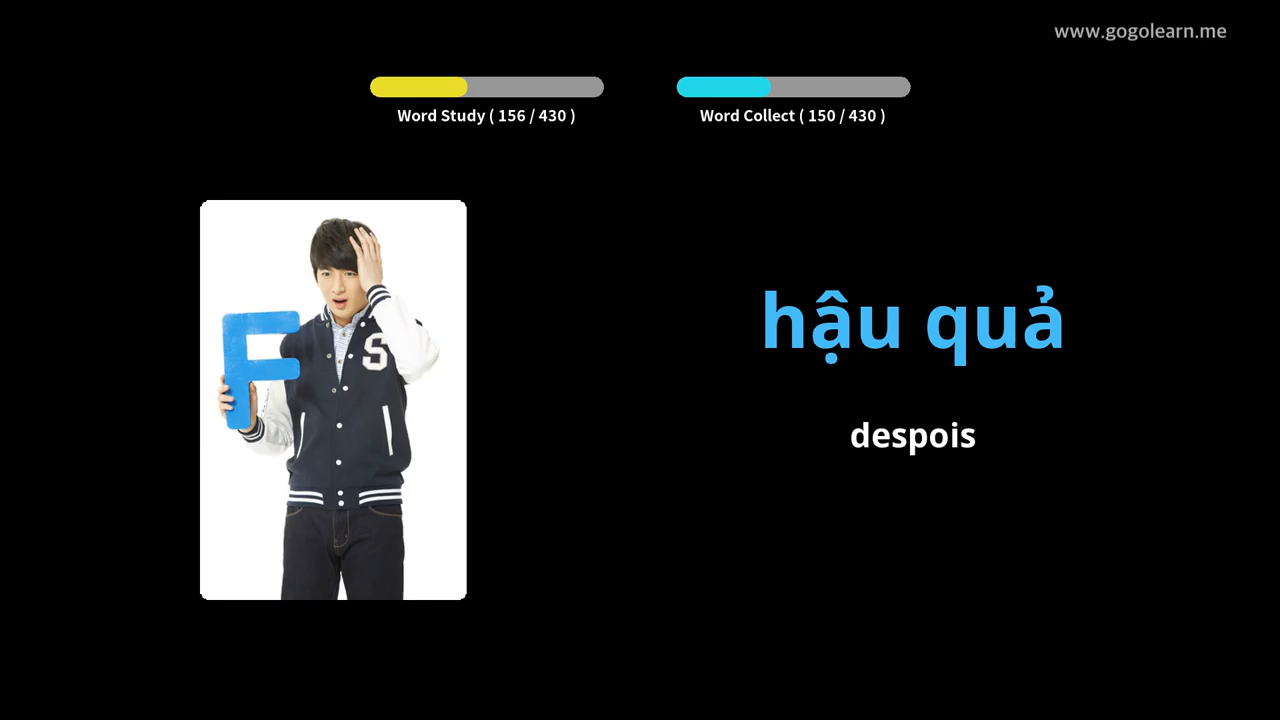 www.gogolearn.me
Word Study ( 156 / 430 )
Word Collect ( 150 / 430 )
F
S
hậu quả
despois